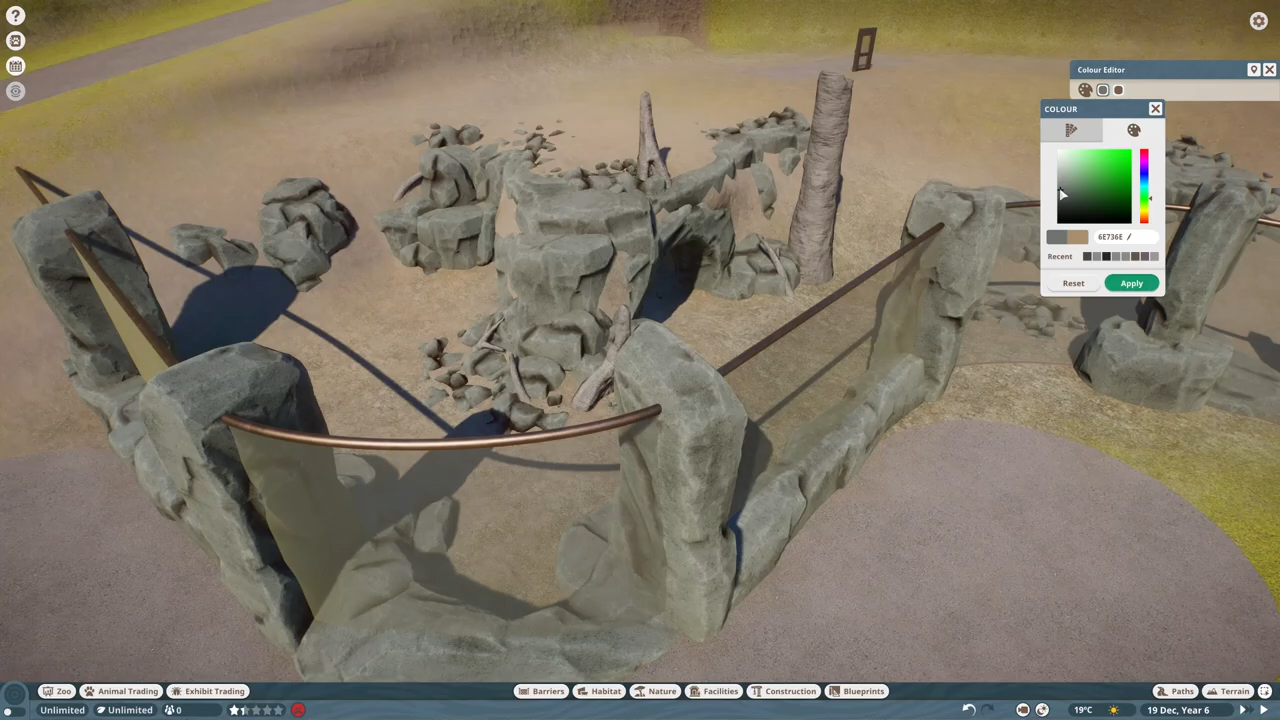 ?
Colour Editor
COLOUR
6E736E /
Recent
Reset
Apply
Zoo
Animal Trading
Exhibit Trading
Barriers
Habitat
Nature
Facilities
Construction
Blueprints
Paths
Terrain
Unlimited
Unlimited
0
19°C
19 Dec, Year 6